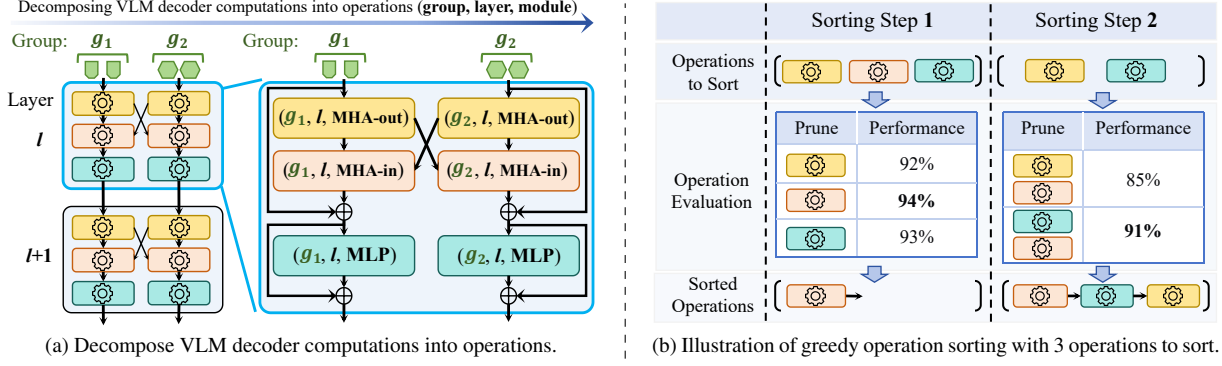 Decomposing VLM decoder computations into operations (group, layer, module)
Group: g1 g2
Layer
l
l+1
Group: g1 g2
(g1, l, MHA-out) (g2, l, MHA-out)
(g1, l, MHA-in) (g2, l, MHA-in)
(g1, l, MLP) (g2, l, MLP)
(a) Decompose VLM decoder computations into operations.
Sorting Step 1 Sorting Step 2
Operations
to Sort
Operation
Evaluation
Prune Performance
92%
94%
93%
Prune Performance
85%
91%
Sorted
Operations
(b) Illustration of greedy operation sorting with 3 operations to sort.